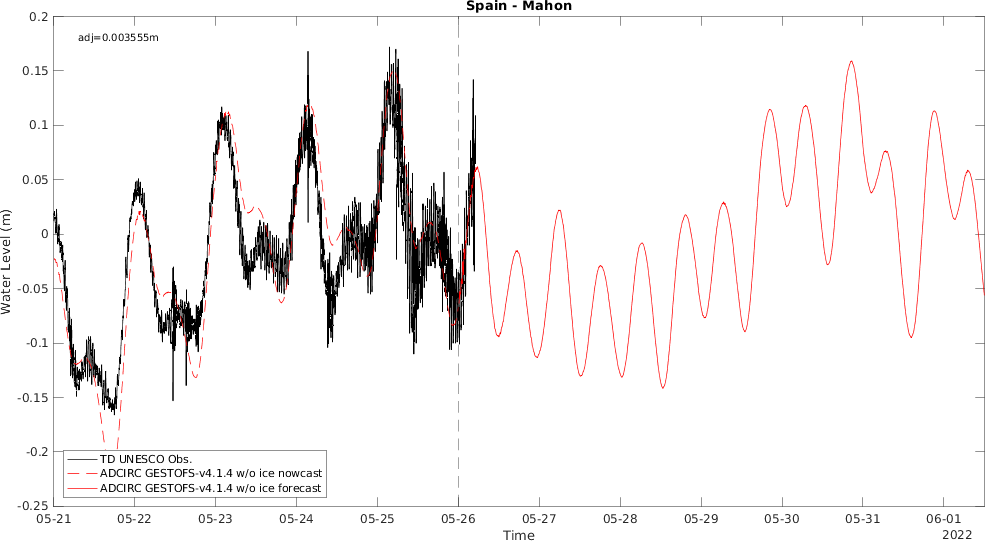 Spain - Mahon
adj=0.003555m
0.2
0.15
0.1
0.05
0
-0.05
-0.1
-0.15
-0.2
-0.25
Water Level (m)
TD UNESCO Obs.
ADCIRC GESTOFS-v4.1.4 w/o ice nowcast
ADCIRC GESTOFS-v4.1.4 w/o ice forecast
05-21 05-22 05-23 05-24 05-25 05-26 05-27 05-28 05-29 05-30 05-31 06-01
Time
2022